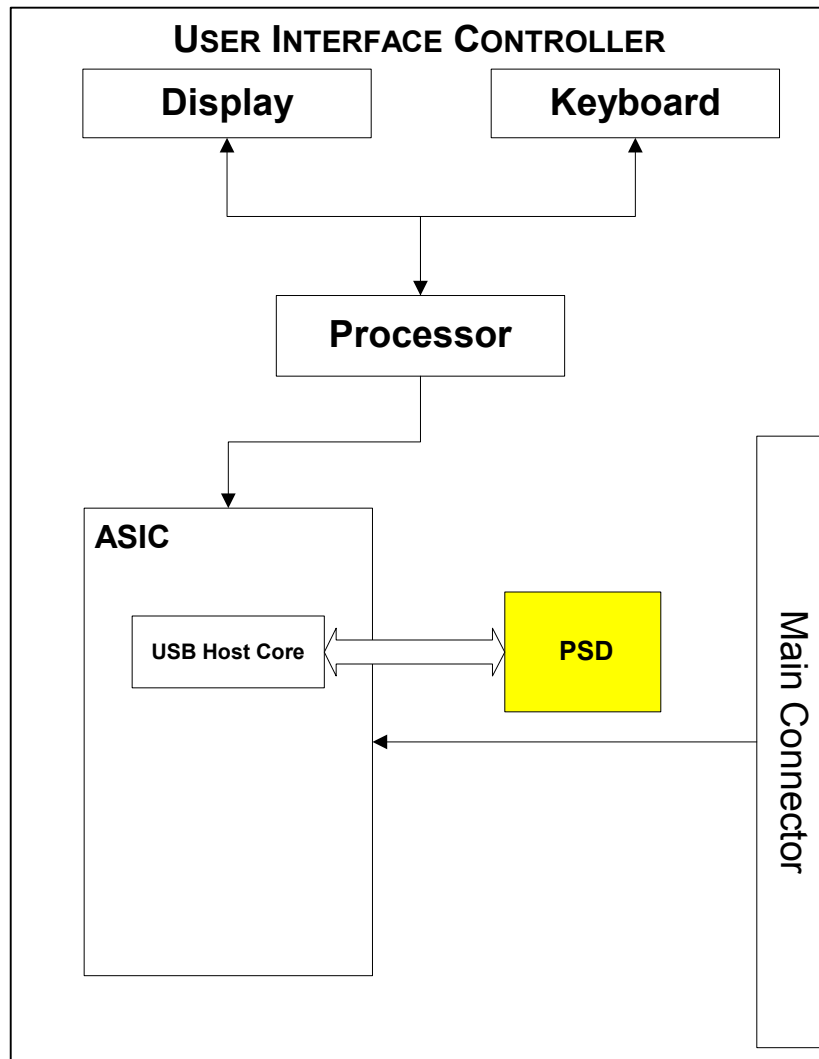 USER INTERFACE CONTROLLER
Display
Keyboard
Processor
ASIC
USB Host Core
PSD
Main Connector